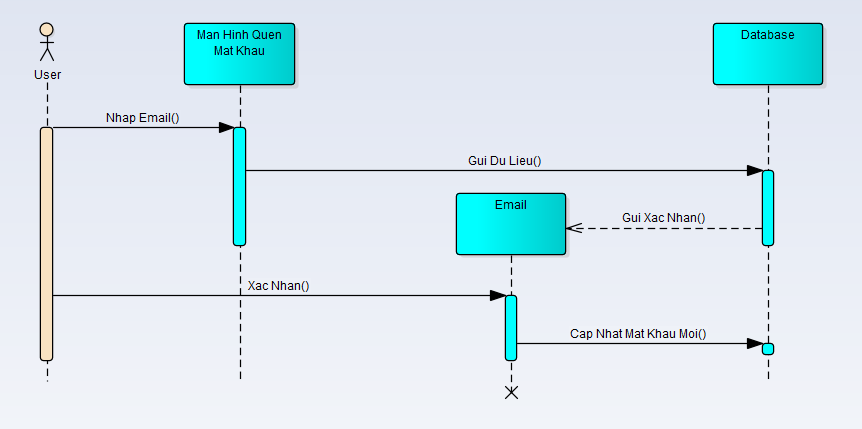 Man Hinh Quen
Mat Khau
Database
User
Nhap Email()
Gui Du Lieu()
Email
Gui Xac Nhan()
Xac Nhan()
Cap Nhat Mat Khau Moi()